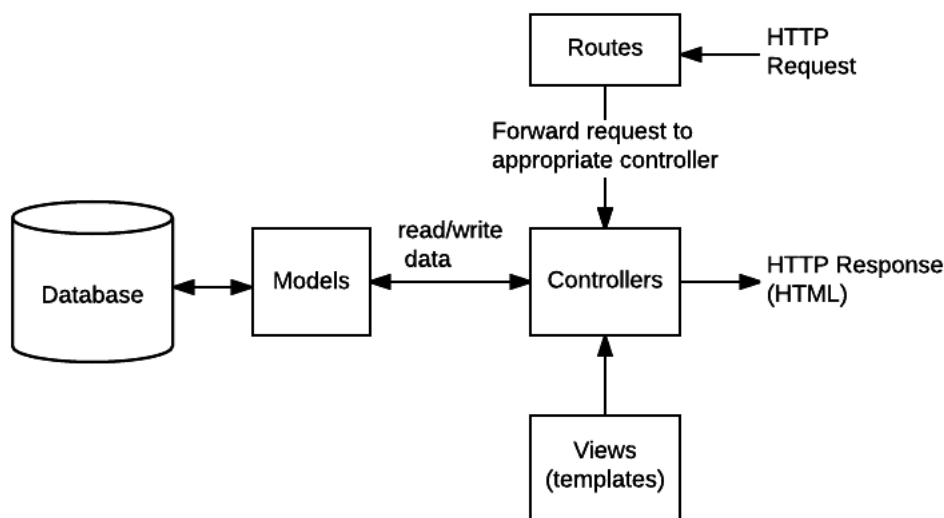 Routes
HTTP
Request
Forward request to
appropriate controller
read/write
data
Database
Models
Controllers
HTTP Response
(HTML)
Views
(templates)